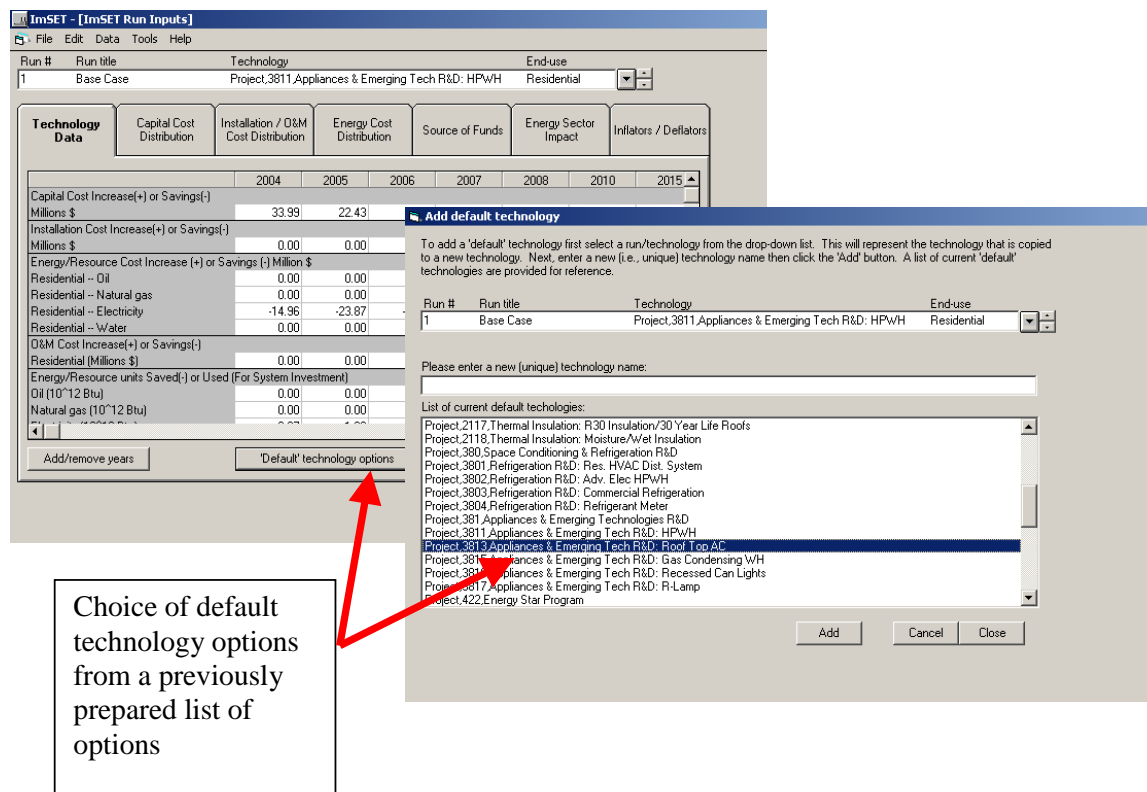 ImSET - [ImSET Run Inputs]
File Edit Data Tools Help
Run # Run title Technology End-use
1 Base Case Project,3811,Appliances & Emerging Tech R&D: HPWH Residential
Technology Data
Capital Cost Distribution
Installation / O&M Cost Distribution
Energy Cost Distribution
Source of Funds
Energy Sector Impact
Inflators / Deflators
2004 2005 2006 2007 2008 2010 2015
Capital Cost Increase(+) or Savings(-)
Millions $ 33.99 22.43
Installation Cost Increase(+) or Savings(-)
Millions $ 0.00 0.00
Energy/Resource Cost Increase (+) or Savings (-) Million $
Residential -- Oil 0.00 0.00
Residential -- Natural gas 0.00 0.00
Residential -- Electricity -14.96 -23.87
Residential -- Water 0.00 0.00
O&M Cost Increase(+) or Savings(-)
Residential (Millions $) 0.00 0.00
Energy/Resource units Saved(-) or Used (For System Investment)
Oil (10^12 Btu) 0.00 0.00
Natural gas (10^12 Btu) 0.00 0.00
Add/remove years
'Default' technology options
Add default technology
To add a 'default' technology first select a run/technology from the drop-down list. This will represent the technology that is copied
to a new technology. Next, enter a new (i.e., unique) technology name then click the 'Add' button. A list of current 'default'
technologies are provided for reference.
Run # Run title Technology End-use
1 Base Case Project,3811,Appliances & Emerging Tech R&D: HPWH Residential
Please enter a new (unique) technology name:
List of current default techologies:
Project,2117,Thermal Insulation: R30 Insulation/30 Year Life Roofs
Project,2118,Thermal Insulation: Moisture/Wet Insulation
Project,380,Space Conditioning & Refrigeration R&D
Project,3801,Refrigeration R&D: Res. HVAC Dist. System
Project,3802,Refrigeration R&D: Adv. Elec HPWH
Project,3803,Refrigeration R&D: Commercial Refrigeration
Project,3804,Refrigeration R&D: Refrigerant Meter
Project,381,Appliances & Emerging Technologies R&D
Project,3811,Appliances & Emerging Tech R&D: HPWH
Project,3813,Appliances & Emerging Tech R&D: Roof Top AC
Project,3815,Appliances & Emerging Tech R&D: Gas Condensing WH
Appliances & Emerging Tech R&D: Recessed Can Lights
Appliances & Emerging Tech R&D: R-Lamp
Project,422,Energy Star Program
Add Cancel Close
Choice of default
technology options
from a previously
prepared list of
options